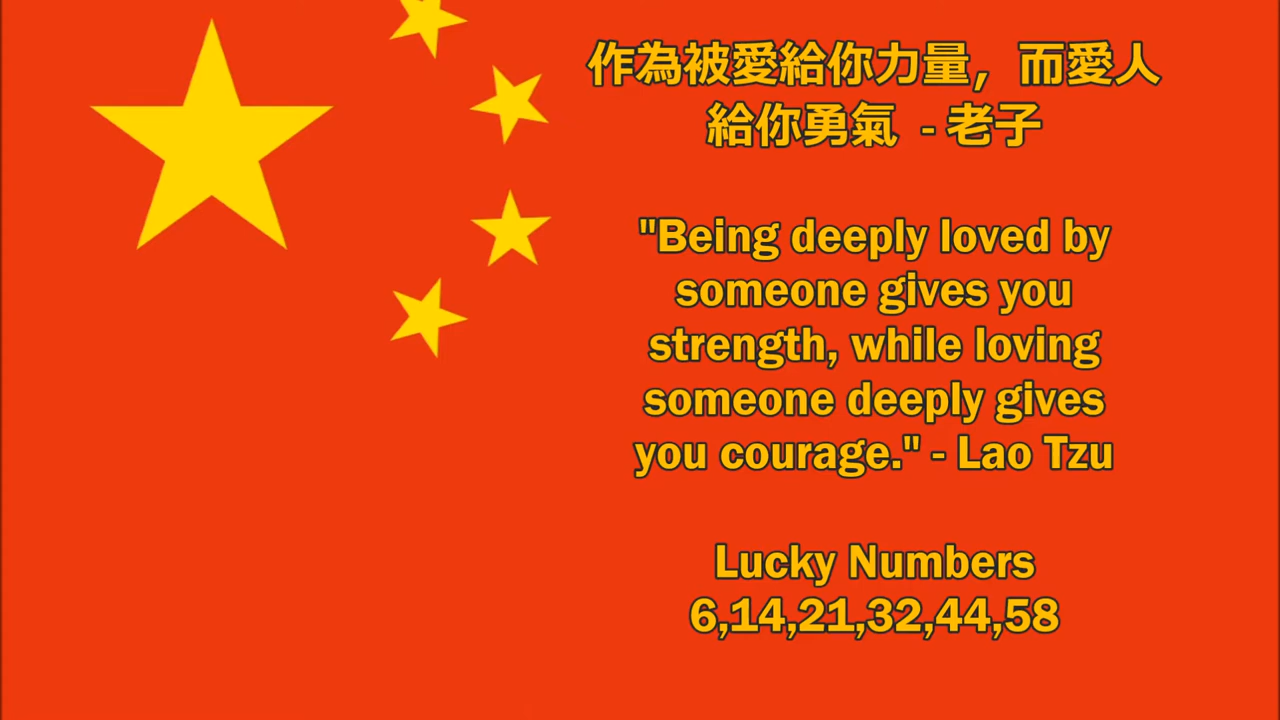 作為被愛給你力量，而愛人
給你勇氣 - 老子
"Being deeply loved by
someone gives you
strength, while loving
someone deeply gives
you courage." - Lao Tzu
Lucky Numbers
6,14,21,32,44,58